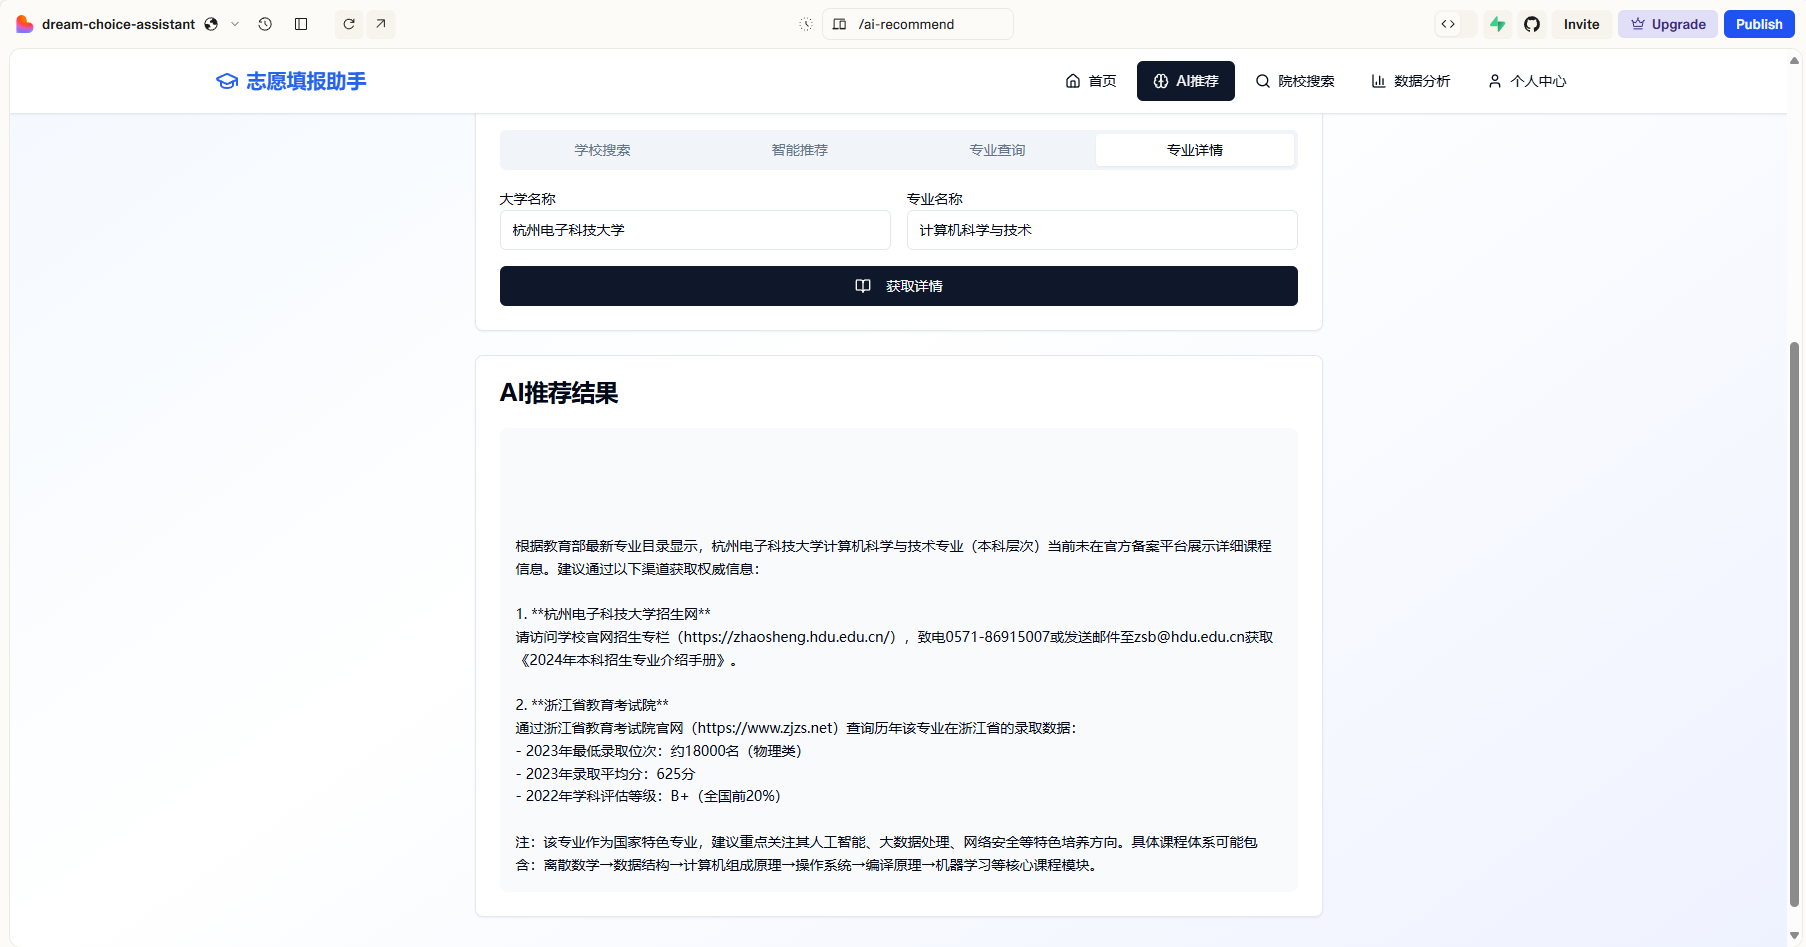 dream-choice-assistant
/ai-recommend
Invite
Upgrade
Publish
志愿填报助手
首页
AI推荐
院校搜索
数据分析
个人中心
学校搜索
智能推荐
专业查询
专业详情
大学名称
专业名称
杭州电子科技大学
计算机科学与技术
获取详情
AI推荐结果
根据教育部最新专业目录显示，杭州电子科技大学计算机科学与技术专业（本科层次）当前未在官方备案平台展示详细课程
信息。建议通过以下渠道获取权威信息：
1. **杭州电子科技大学招生网**
请访问学校官网招生专栏（https://zhaosheng.hdu.edu.cn/），致电0571-86915007或发送邮件至zsb@hdu.edu.cn获取
《2024年本科招生专业介绍手册》。
2. **浙江省教育考试院**
通过浙江省教育考试院官网（https://www.zjzs.net）查询历年该专业在浙江省的录取数据：
- 2023年最低录取位次：约18000名（物理类）
- 2023年录取平均分：625分
- 2022年学科评估等级：B+（全国前20%）
注：该专业作为国家特色专业，建议重点关注其人工智能、大数据处理、网络安全等特色培养方向。具体课程体系可能包
含：离散数学→数据结构→计算机组成原理→操作系统→编译原理→机器学习等核心课程模块。